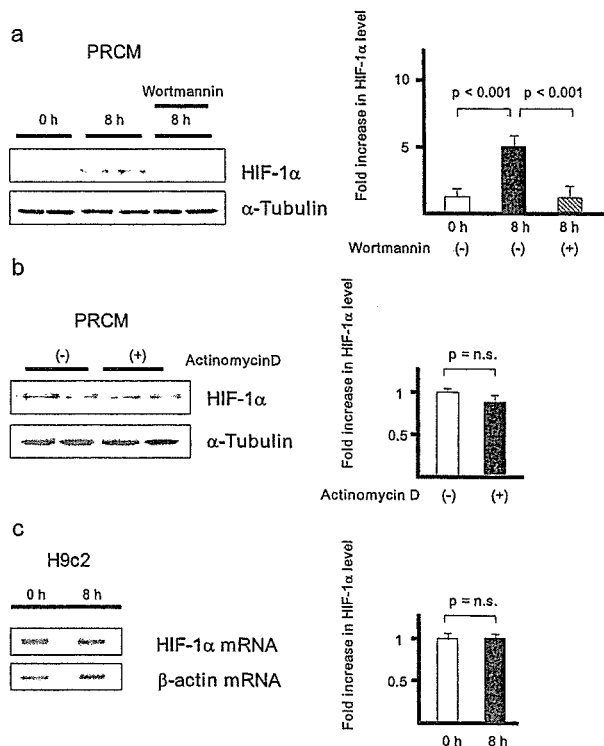 a
PRCM
Wortmannin
0 h 8 h 8 h
HIF-1α
α-Tubulin
Fold increase in HIF-1α level
10
5
p < 0.001 p < 0.001
0 h 8 h 8 h
Wortmannin (-) (-) (+)
b
PRCM
(-) (+) ActinomycinD
HIF-1α
α-Tubulin
Fold increase in HIF-1α level
p = n.s.
1
0.5
Actinomycin D (-) (+)
c
H9c2
0 h 8 h
HIF-1α mRNA
β-actin mRNA
Fold increase in HIF-1α level
p = n.s.
1
0.5
0 h 8 h